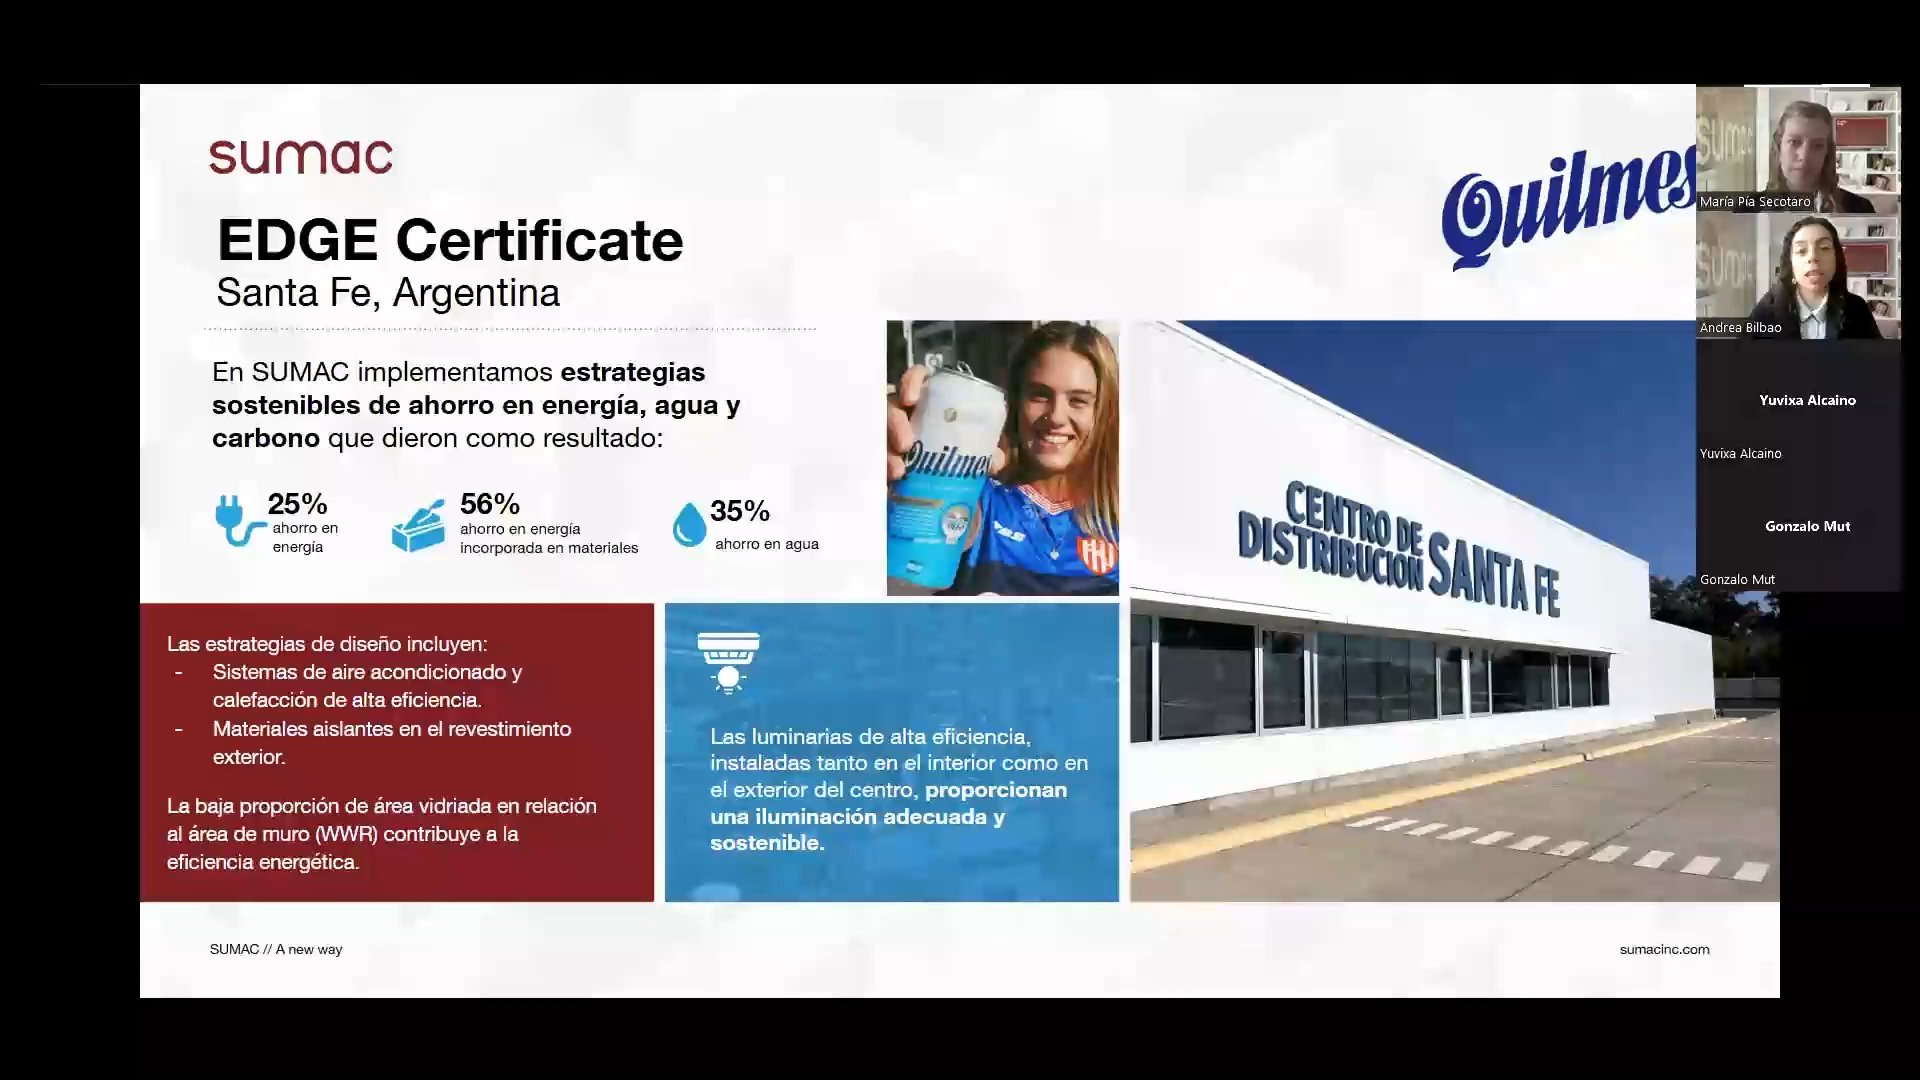 sumac
Quilmes
EDGE Certificate
Santa Fe, Argentina
En SUMAC implementamos estrategias
sostenibles de ahorro en energía, agua y
carbono que dieron como resultado:
25%
ahorro en
energía
56%
ahorro en energía
incorporada en materiales
35%
ahorro en agua
Quilmes
CENTRO DE
DISTRIBUCION SANTA FE
Las estrategias de diseño incluyen:
- Sistemas de aire acondicionado y
calefacción de alta eficiencia.
- Materiales aislantes en el revestimiento
exterior.
La baja proporción de área vidriada en relación
al área de muro (WWR) contribuye a la
eficiencia energética.
Las luminarias de alta eficiencia,
instaladas tanto en el interior como en
el exterior del centro, proporcionan
una iluminación adecuada y
sostenible.
SUMAC // A new way
sumacinc.com
sumac
María Pía Secotaro
sumac
Andrea Bilbao
Yuvixa Alcaino
Yuvixa Alcaino
Gonzalo Mut
Gonzalo Mut